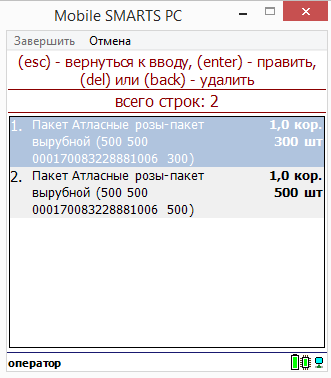 Mobile SMARTS PC
Завершить Отмена
(esc) - вернуться к вводу, (enter) - править,
(del) или (back) - удалить
всего строк: 2
1. Пакет Атласные розы-пакет 1,0 кор.
вырубной (500 500 300 шт
000170083228881006 300)
2. Пакет Атласные розы-пакет 1,0 кор.
вырубной (500 500 500 шт
000170083228881006 500)
оператор